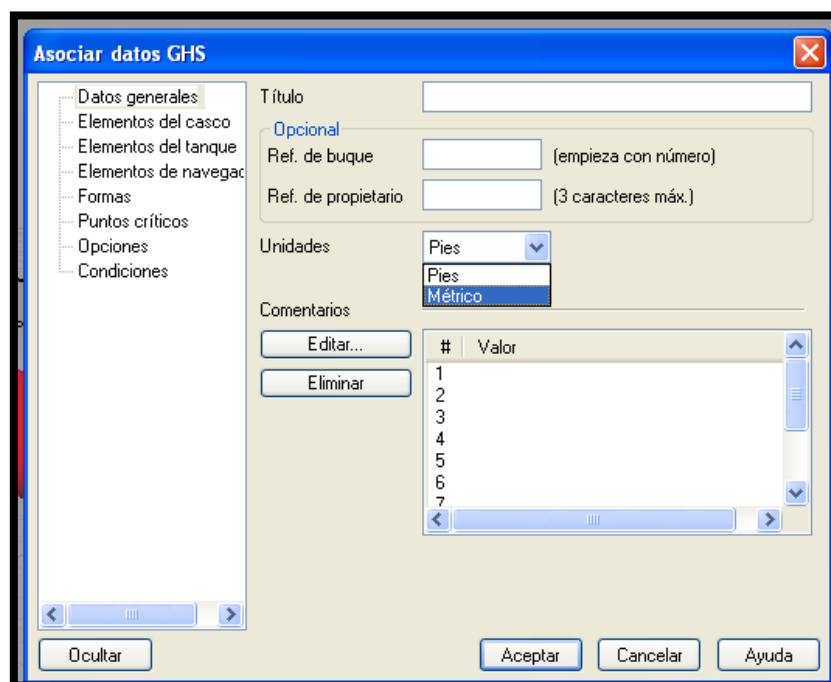 Asociar datos GHS
Datos generales
Elementos del casco
Elementos del tanque
Elementos de navegac
Formas
Puntos críticos
Opciones
Condiciones
Título
Opcional
Ref. de buque
(empieza con número)
Ref. de propietario
(3 caracteres máx.)
Unidades
Pies
Pies
Métrico
Comentarios
Editar...
Eliminar
# Valor
1
2
3
4
5
6
7
Ocultar
Aceptar
Cancelar
Ayuda